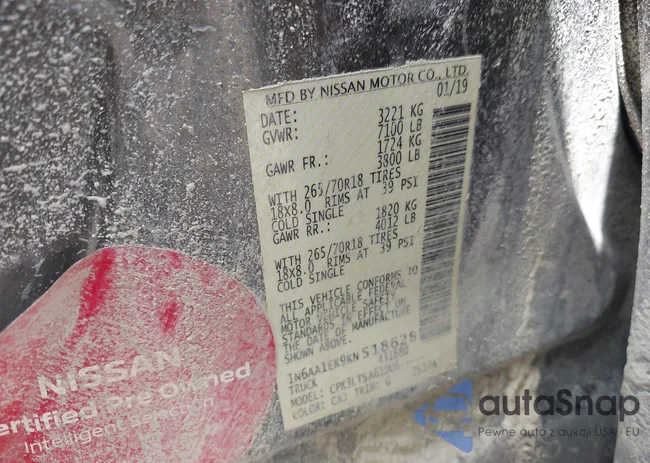 MFD BY NISSAN MOTOR CO., LTD.
DATE: 01/19
GVWR: 3221 KG
7100 LB
GAWR FR.: 1724 KG
3800 LB
WITH 265/70R18 TIRES
18X8.0 RIMS AT 39 PSI
COLD SINGLE
GAWR RR.: 1820 KG
4012 LB
WITH 265/70R18 TIRES
18X8.0 RIMS AT 39 PSI
COLD SINGLE
THIS VEHICLE CONFORMS TO
ALL APPLICABLE FEDERAL
MOTOR VEHICLE SAFETY
STANDARDS IN EFFECT ON
THE DATE OF MANUFACTURE
SHOWN ABOVE.
1N6AA1EK9KN518628
TRUCK
MODEL:
COLOR: CAJ TRIM: G
NISSAN
Certified Pre-Owned
Intelligent
autaSnap
Pewne auta z aukcji USA - EU